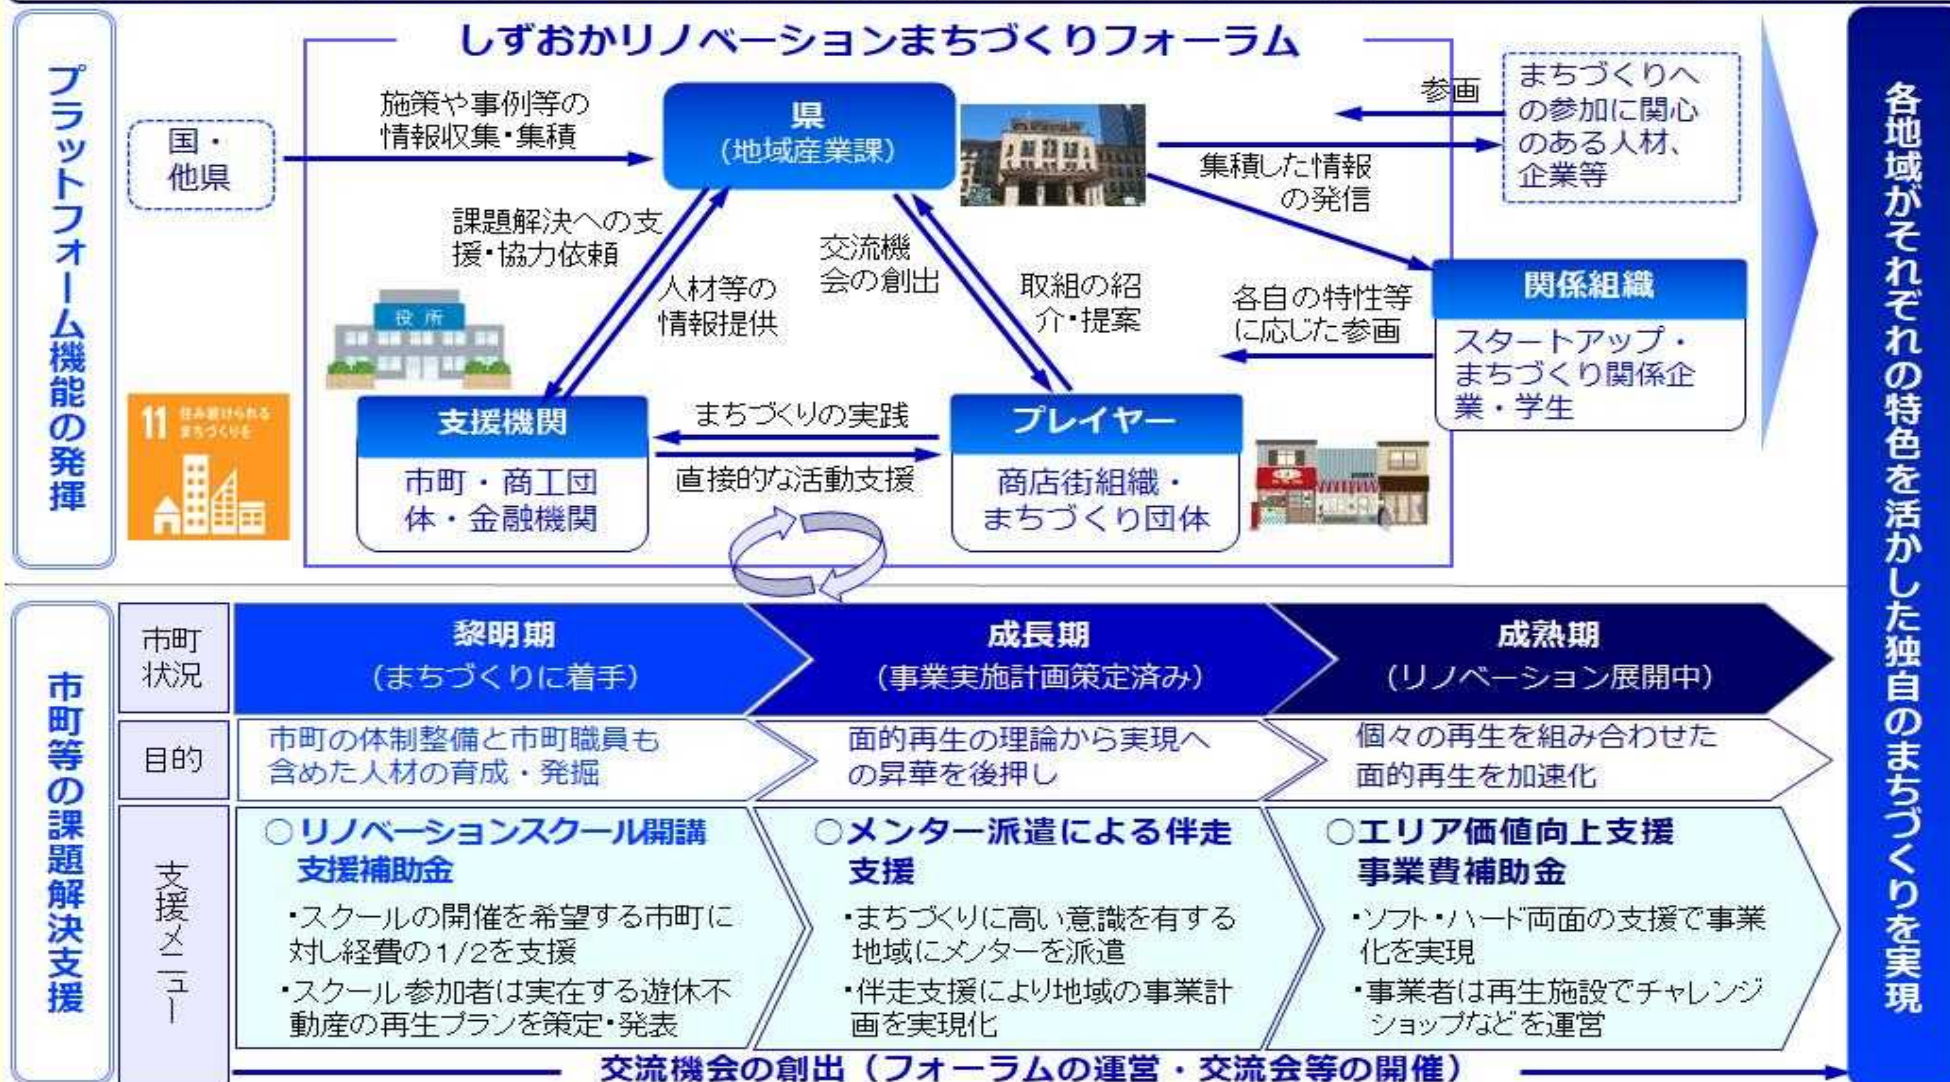 しずおかリノベーションまちづくりフォーラム
プラットフォーム機能の発揮
国・
他県
施策や事例等の
情報収集・集積
県
(地域産業課)
参画
まちづくりへ
の参加に関心
のある人材、
企業等
集積した情報
の発信
課題解決への支
援・協力依頼
人材等の
情報提供
交流機
会の創出
取組の紹
介・提案
各自の特性等
に応じた参画
関係組織
スタートアップ・
まちづくり関係企
業・学生
役所
11 住み続けられる
まちづくりを
支援機関
市町・商工団
体・金融機関
まちづくりの実践
直接的な活動支援
プレイヤー
商店街組織・
まちづくり団体
各地域がそれぞれの特色を活かした独自のまちづくりを実現
市町等の課題解決支援
市町
状況
黎明期
(まちづくりに着手)
成長期
(事業実施計画策定済み)
成熟期
(リノベーション展開中)
目的
市町の体制整備と市町職員も
含めた人材の育成・発掘
面的再生の理論から実現へ
の昇華を後押し
個々の再生を組み合わせた
面的再生を加速化
支援メニュー
○リノベーションスクール開講
支援補助金
・スクールの開催を希望する市町に
対し経費の1/2を支援
・スクール参加者は実在する遊休不
動産の再生プランを策定・発表
○メンター派遣による伴走
支援
・まちづくりに高い意識を有する
地域にメンターを派遣
・伴走支援により地域の事業計
画を実現化
○エリア価値向上支援
事業費補助金
・ソフト・ハード両面の支援で事業
化を実現
・事業者は再生施設でチャレンジ
ショップなどを運営
交流機会の創出(フォーラムの運営・交流会等の開催)